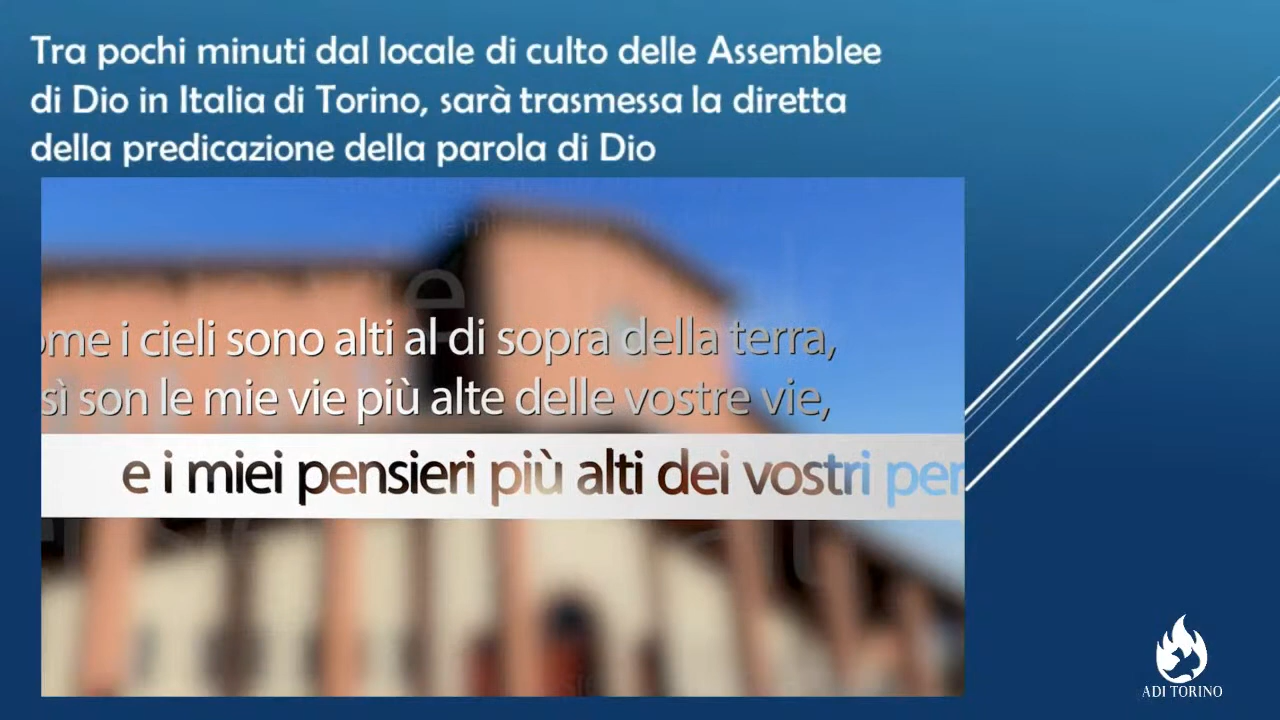 Tra pochi minuti dal locale di culto delle Assemblee
di Dio in Italia di Torino, sarà trasmessa la diretta
della predicazione della parola di Dio
ome i cieli sono alti al di sopra della terra,
sì son le mie vie più alte delle vostre vie,
e i miei pensieri più alti dei vostri per
ADI TORINO